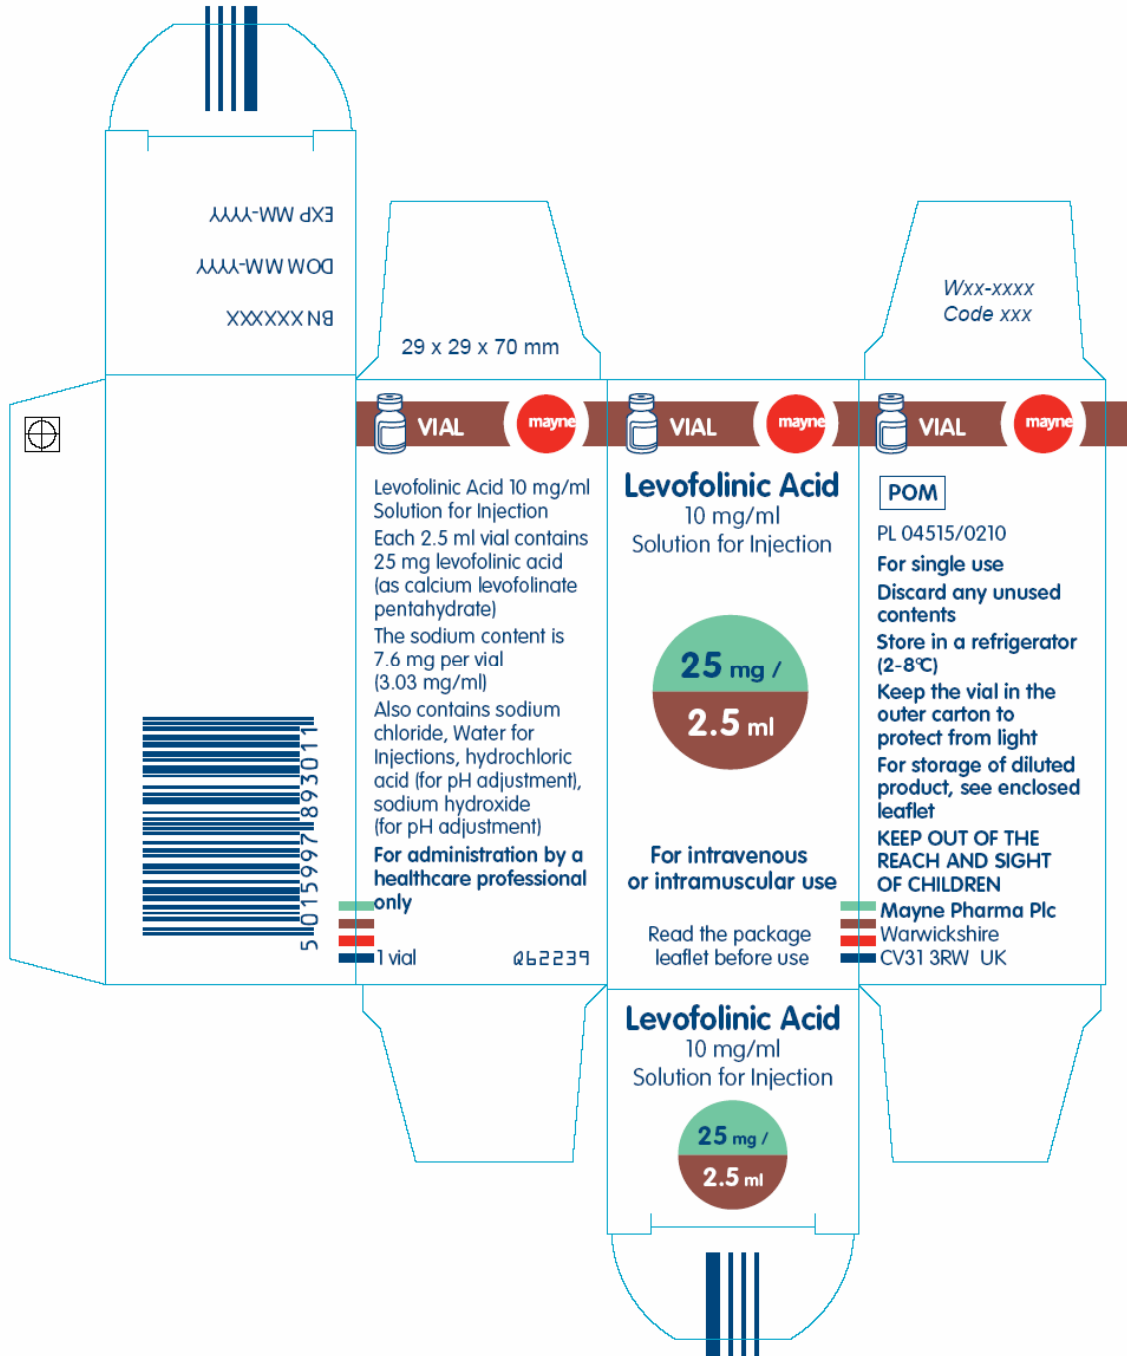 EXP MM-YYYY
DOM MM-YYYY
BN XXXXXX
29 x 29 x 70 mm
Wxx-xxxx
Code xxx
VIAL
mayne
Levofolinic Acid 10 mg/ml
Solution for Injection
Each 2.5 ml vial contains
25 mg levofolinic acid
(as calcium levofolinate
pentahydrate)
The sodium content is
7.6 mg per vial
(3.03 mg/ml)
Also contains sodium
chloride, Water for
Injections, hydrochloric
acid (for pH adjustment),
sodium hydroxide
(for pH adjustment)
For administration by a
healthcare professional
only
1 vial
Q62239
5 015997 893011
VIAL
mayne
Levofolinic Acid
10 mg/ml
Solution for Injection
25 mg /
2.5 ml
For intravenous
or intramuscular use
Read the package
leaflet before use
VIAL
mayne
POM
PL 04515/0210
For single use
Discard any unused
contents
Store in a refrigerator
(2-8°C)
Keep the vial in the
outer carton to
protect from light
For storage of diluted
product, see enclosed
leaflet
KEEP OUT OF THE
REACH AND SIGHT
OF CHILDREN
Mayne Pharma Plc
Warwickshire
CV31 3RW UK
Levofolinic Acid
10 mg/ml
Solution for Injection
25 mg /
2.5 ml